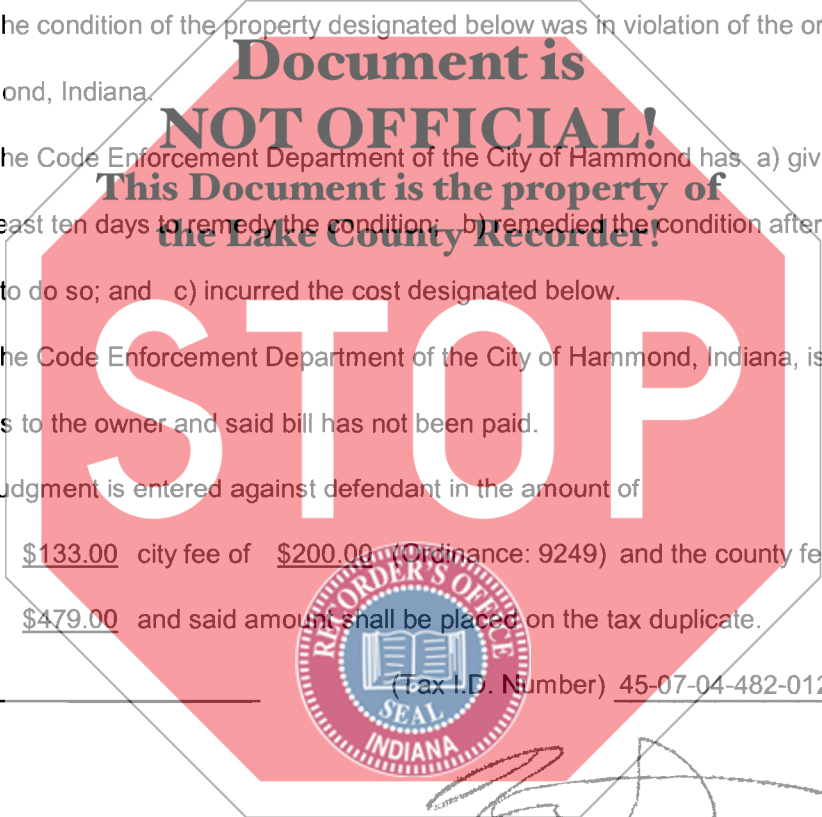 he condition of the property designated below was in violation of the or
Document is
ond, Indiana.
NOT OFFICIAL!
he Code Enforcement Department of the City of Hammond has a) giv
This Document is the property of
east ten days to remedy the condition; b) remedied the condition after
the Lake County Recorder!
to do so; and c) incurred the cost designated below.
STOP
he Code Enforcement Department of the City of Hammond, Indiana, is
s to the owner and said bill has not been paid.
udgment is entered against defendant in the amount of
$133.00 city fee of $200.00 (Ordinance: 9249) and the county fe
RECORDER'S OFFICE
$479.00 and said amount shall be placed on the tax duplicate.
(Tax I.D. Number) 45-07-04-482-012
SEAL
INDIANA